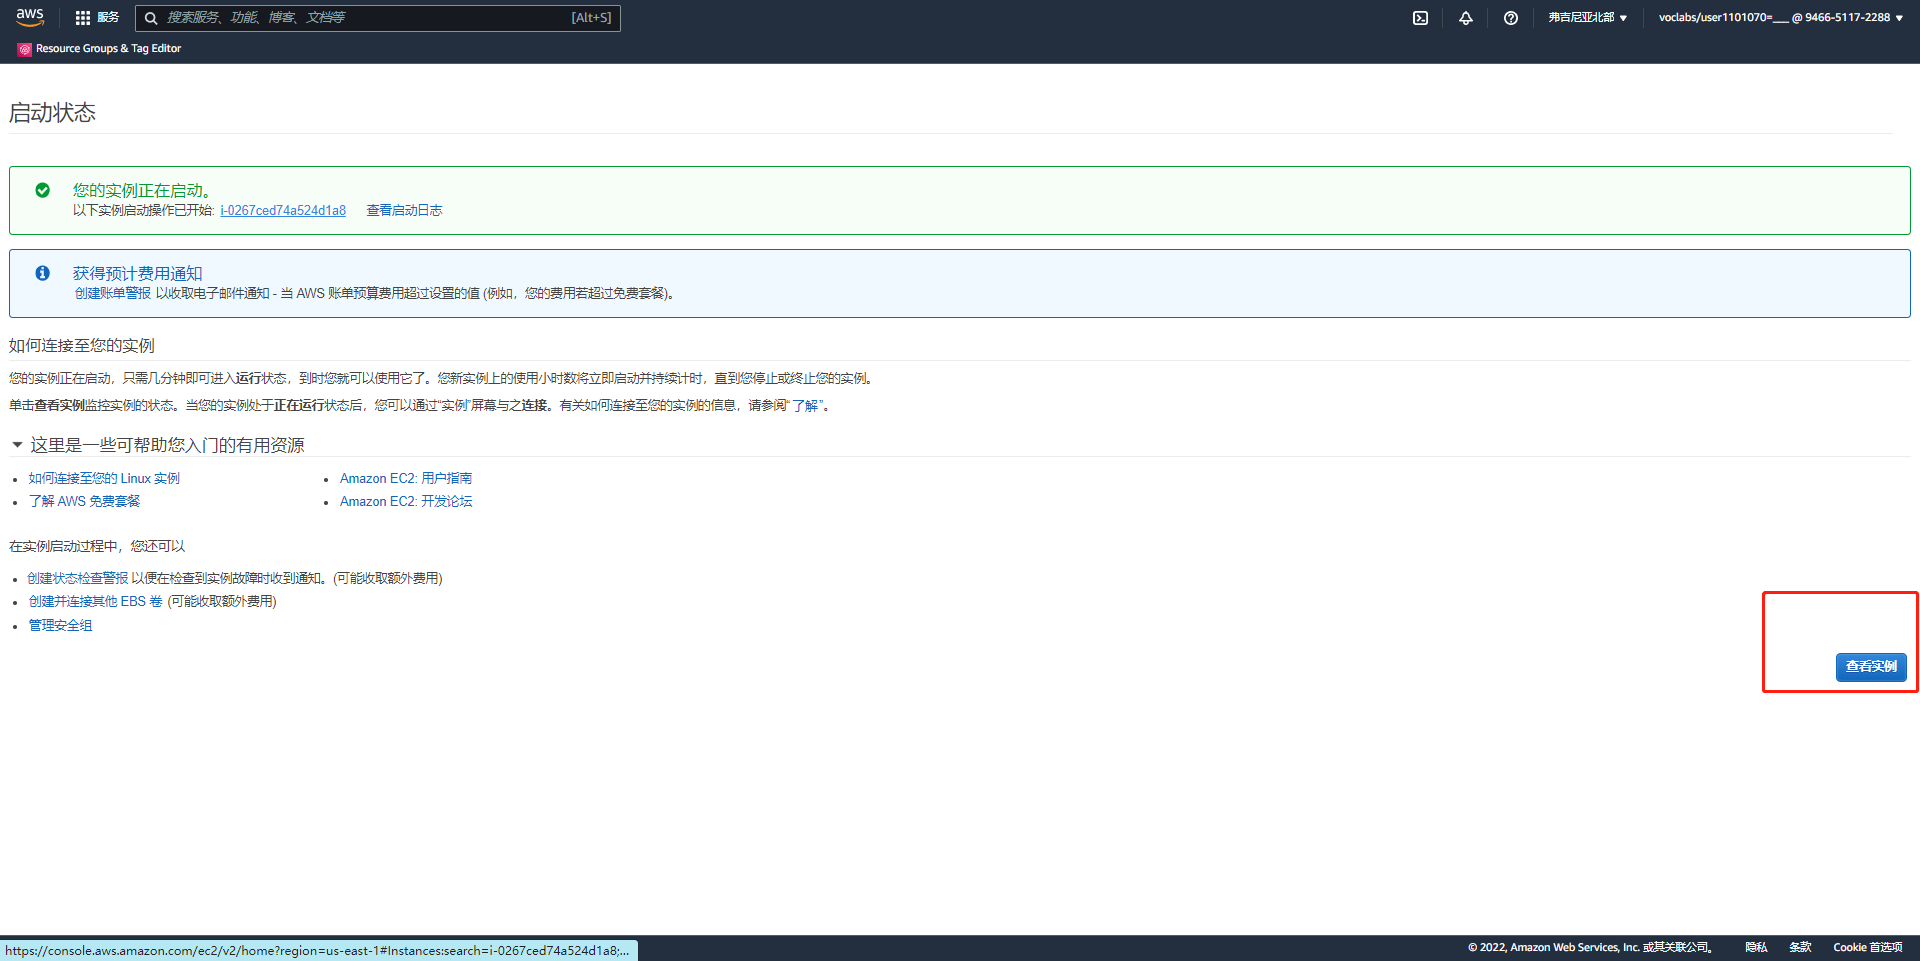 aws 服务 搜索服务、功能、博客、文档等 [Alt+S] 弗吉尼亚北部 voclabs/user1101070=___ @ 9466-5117-2288
Resource Groups & Tag Editor
启动状态
您的实例正在启动。
以下实例启动操作已开始: i-0267ced74a524d1a8 查看启动日志
获得预计费用通知
创建账单警报 以收取电子邮件通知 - 当 AWS 账单预算费用超过设置的值 (例如，您的费用若超过免费套餐)。
如何连接至您的实例
您的实例正在启动，只需几分钟即可进入运行状态，到时您就可以使用它了。您新实例上的使用小时数将立即启动并持续计时，直到您停止或终止您的实例。
单击查看实例监控实例的状态。当您的实例处于正在运行状态后，您可以通过“实例”屏幕与之连接。有关如何连接至您的实例的信息，请参阅“了解”。
这里是一些可帮助您入门的有用资源
• 如何连接至您的 Linux 实例
• 了解 AWS 免费套餐
• Amazon EC2: 用户指南
• Amazon EC2: 开发论坛
在实例启动过程中，您还可以
• 创建状态检查警报 以便在检查到实例故障时收到通知。(可能收取额外费用)
• 创建并连接其他 EBS 卷 (可能收取额外费用)
• 管理安全组
查看实例
https://console.aws.amazon.com/ec2/v2/home?region=us-east-1#Instances:search=i-0267ced74a524d1a8;...
© 2022, Amazon Web Services, Inc. 或其关联公司。 隐私 条款 Cookie 首选项